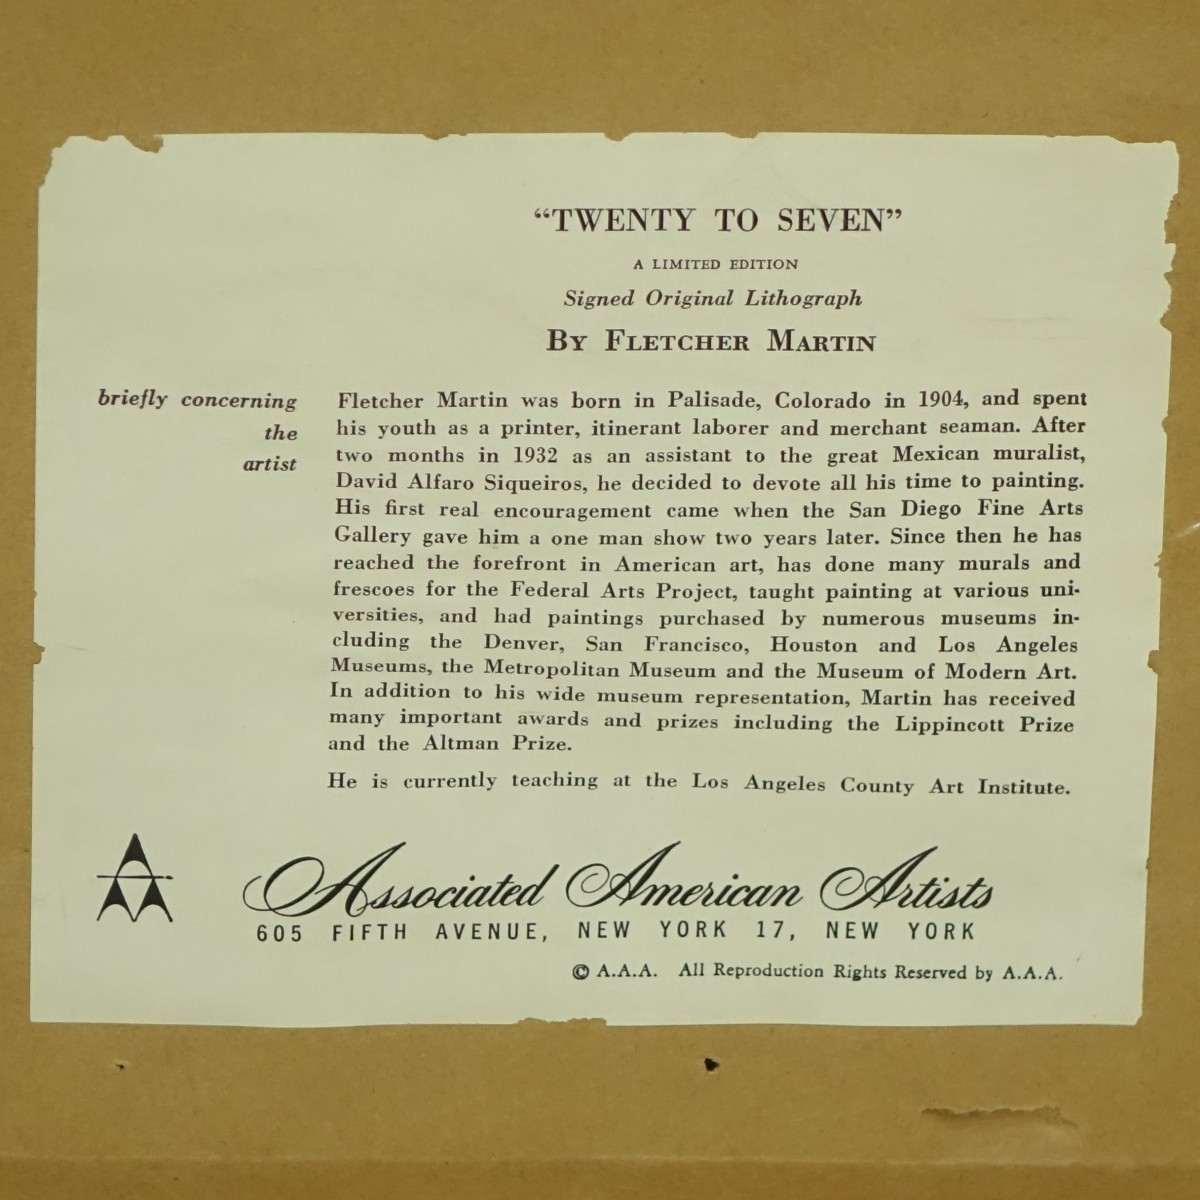 “TWENTY TO SEVEN”
A LIMITED EDITION
Signed Original Lithograph
By Fletcher Martin
briefly concerning
the
artist
Fletcher Martin was born in Palisade, Colorado in 1904, and spent
his youth as a printer, itinerant laborer and merchant seaman. After
two months in 1932 as an assistant to the great Mexican muralist,
David Alfaro Siqueiros, he decided to devote all his time to painting.
His first real encouragement came when the San Diego Fine Arts
Gallery gave him a one man show two years later. Since then he has
reached the forefront in American art, has done many murals and
frescoes for the Federal Arts Project, taught painting at various uni-
versities, and had paintings purchased by numerous museums in-
cluding the Denver, San Francisco, Houston and Los Angeles
Museums, the Metropolitan Museum and the Museum of Modern Art.
In addition to his wide museum representation, Martin has received
many important awards and prizes including the Lippincott Prize
and the Altman Prize.
He is currently teaching at the Los Angeles County Art Institute.
Associated American Artists
605 FIFTH AVENUE, NEW YORK 17, NEW YORK
© A.A.A. All Reproduction Rights Reserved by A.A.A.